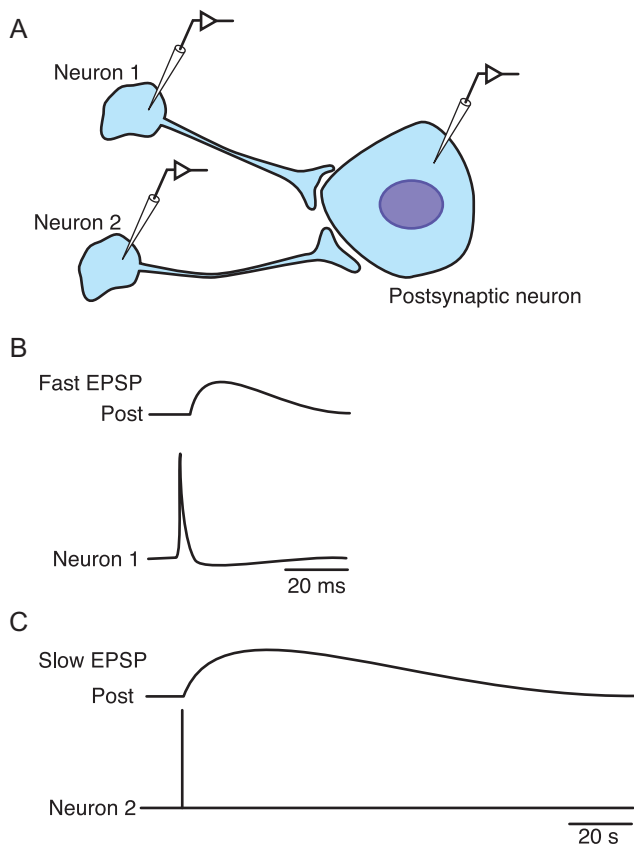 A
Neuron 1
Neuron 2
Postsynaptic neuron
B
Fast EPSP
Post
Neuron 1
20 ms
C
Slow EPSP
Post
Neuron 2
20 s